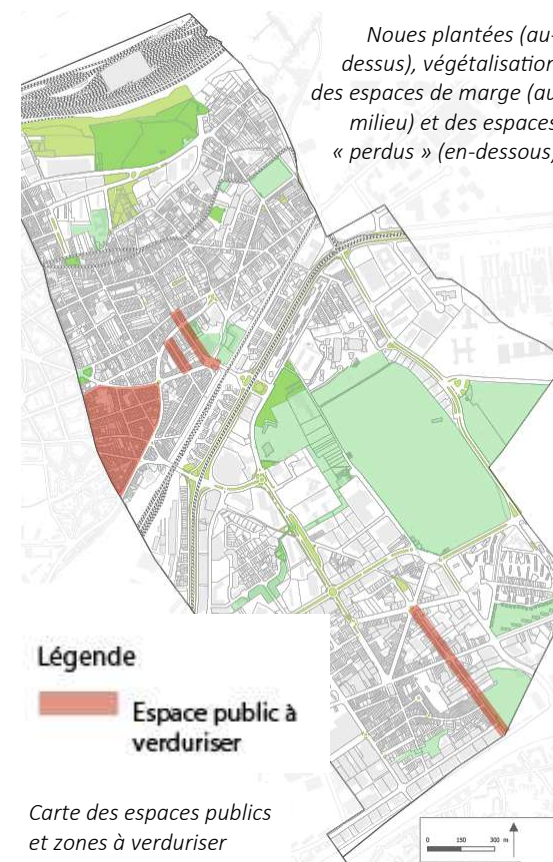 Noues plantées (au-
dessus), végétalisation
des espaces de marge (au
milieu) et des espaces
« perdus » (en-dessous)
Légende
Espace public à
verduriser
Carte des espaces publics
et zones à verduriser
0 150 300 m